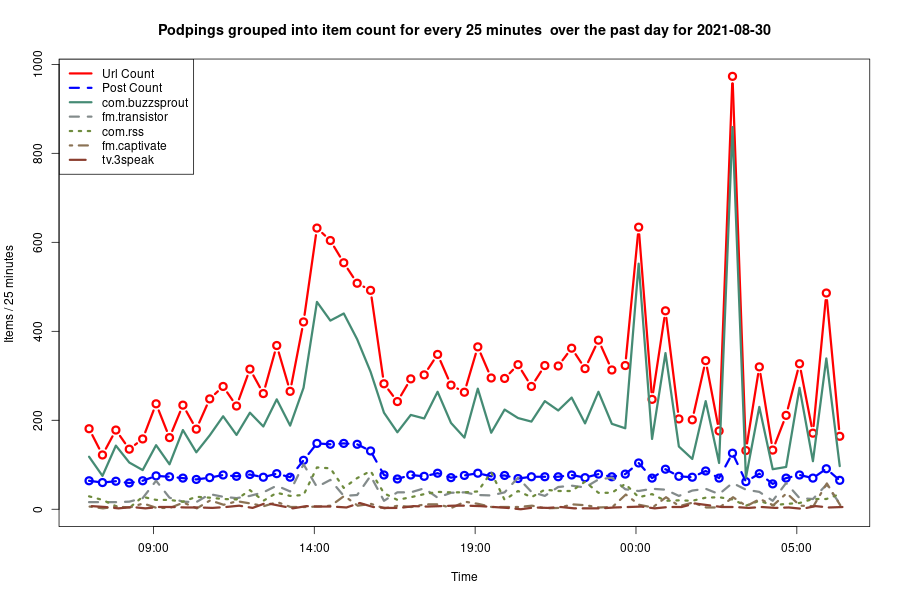 Podpings grouped into item count for every 25 minutes  over the past day for 2021-08-30
Url Count
Post Count
com.buzzsprout
fm.transistor
com.rss
fm.captivate
tv.3speak
Items / 25 minutes
1000
800
600
400
200
0
09:00 14:00 19:00 00:00 05:00
Time